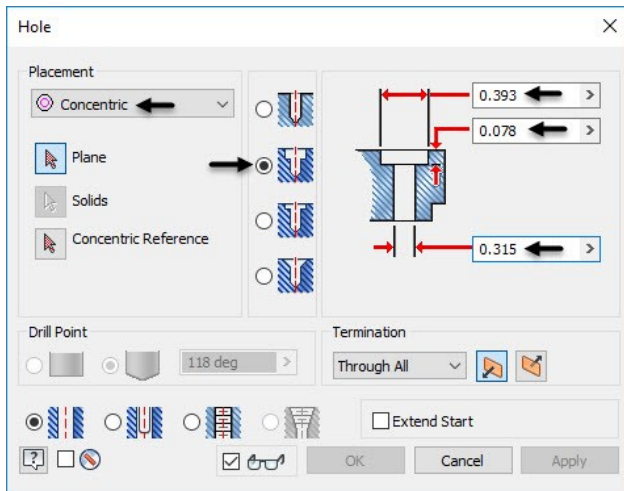 Hole
Placement
Concentric
Plane
Solids
Concentric Reference
0.393
0.078
0.315
Drill Point
118 deg
Termination
Through All
Extend Start
?
OK
Cancel
Apply